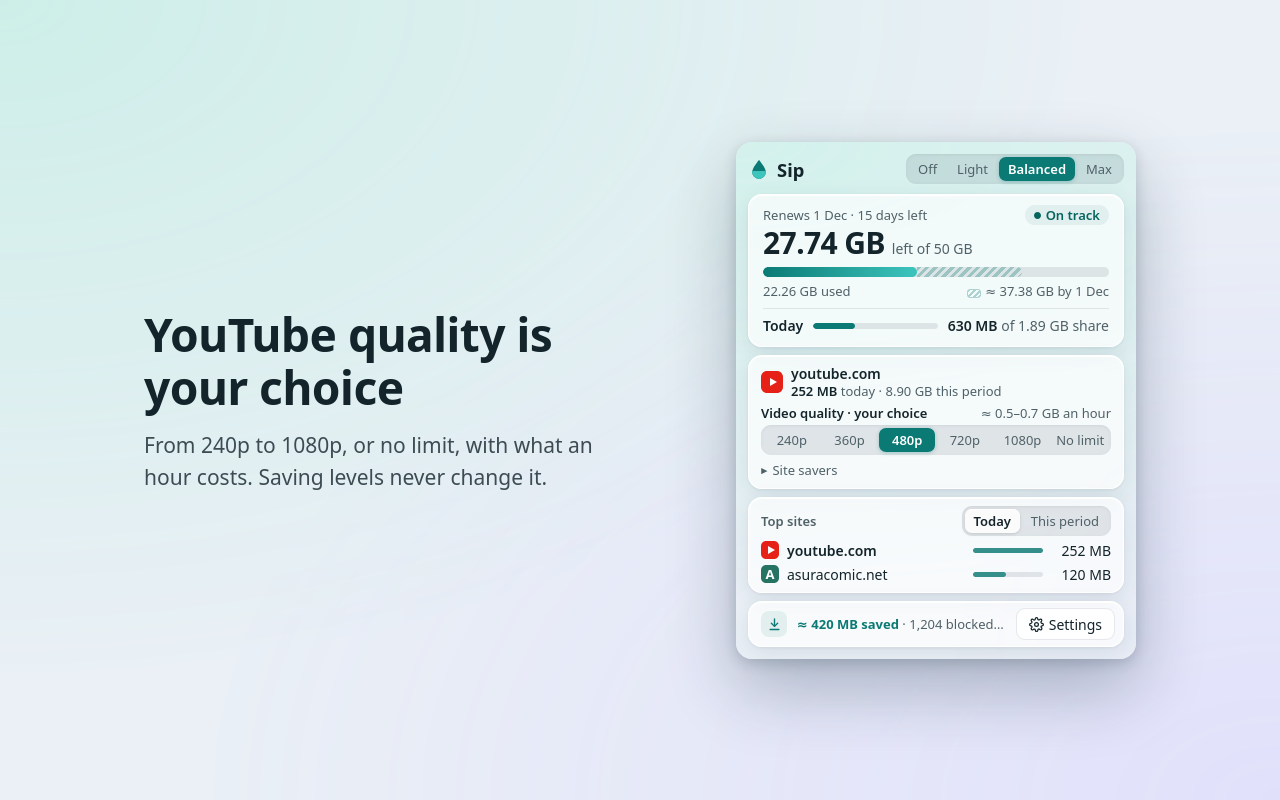 YouTube quality is
your choice
From 240p to 1080p, or no limit, with what an
hour costs. Saving levels never change it.
Sip
Off Light Balanced Max
Renews 1 Dec · 15 days left
On track
27.74 GB left of 50 GB
22.26 GB used
≈ 37.38 GB by 1 Dec
Today 630 MB of 1.89 GB share
youtube.com
252 MB today · 8.90 GB this period
Video quality · your choice
≈ 0.5–0.7 GB an hour
240p 360p 480p 720p 1080p No limit
▸ Site savers
Top sites
Today This period
youtube.com 252 MB
A asuracomic.net 120 MB
≈ 420 MB saved · 1,204 blocked…
Settings